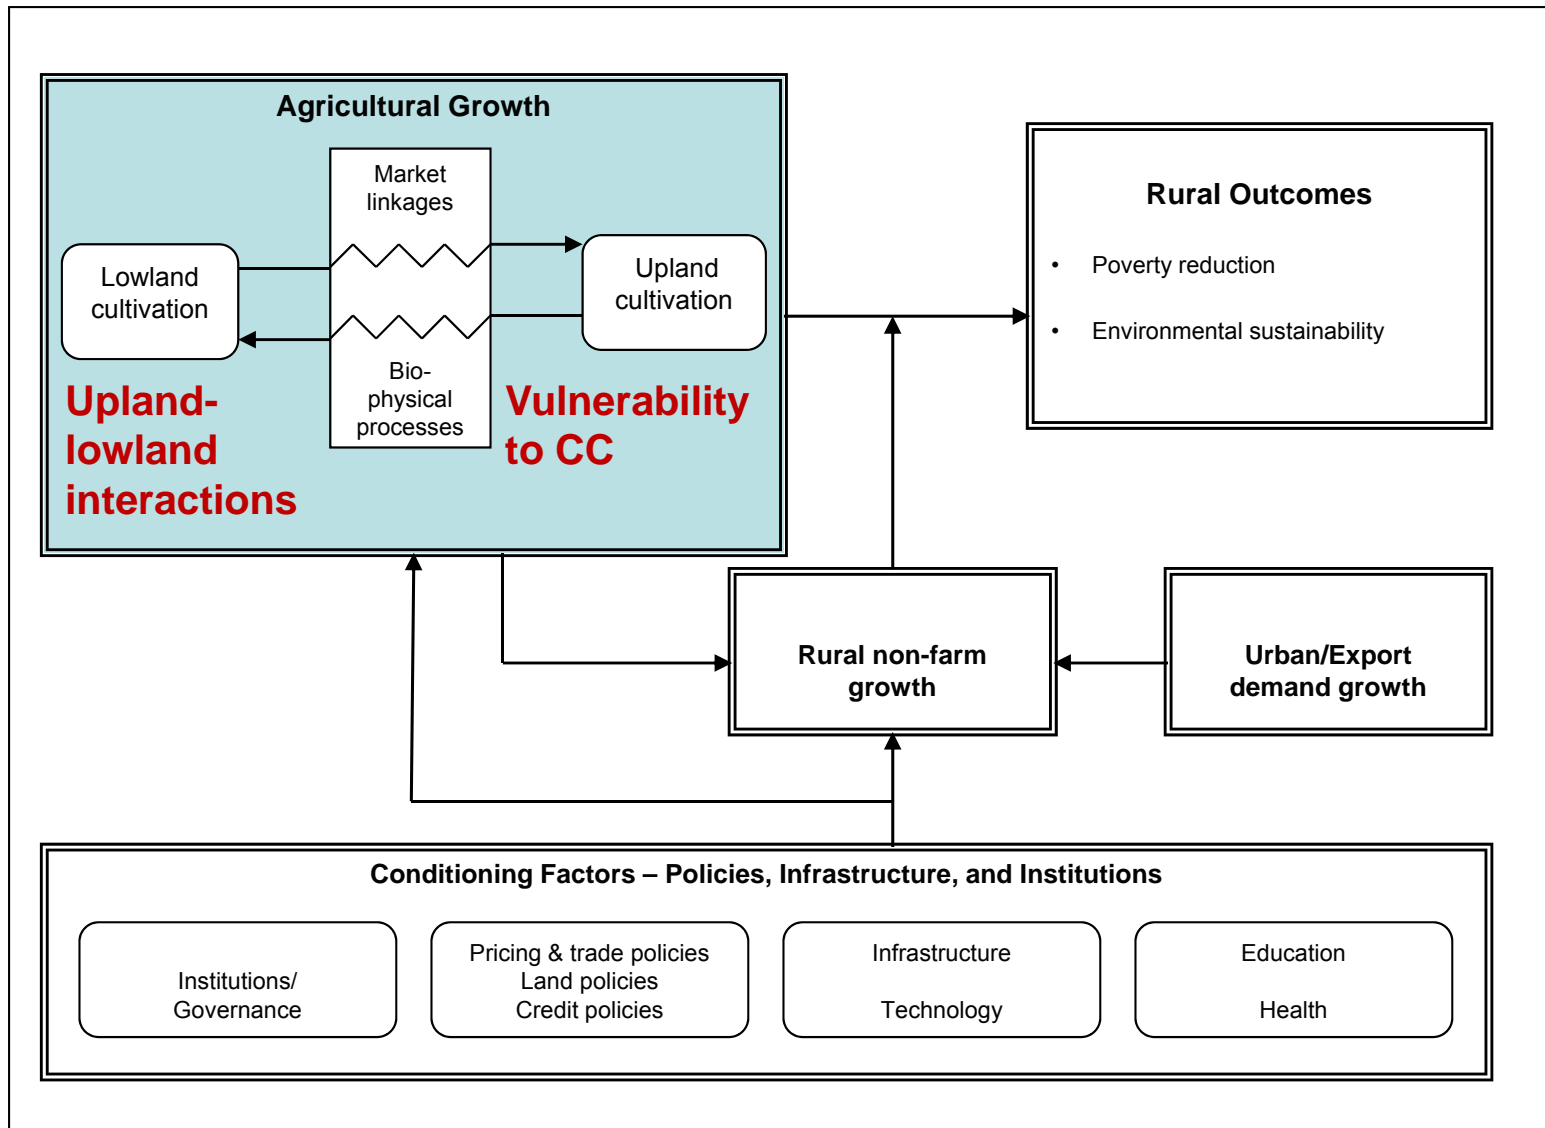 Agricultural Growth
Market
linkages
Lowland
cultivation
Upland
cultivation
Bio-
physical
processes
Upland-
lowland
interactions
Vulnerability
to CC
Rural Outcomes
• Poverty reduction
• Environmental sustainability
Rural non-farm
growth
Urban/Export
demand growth
Conditioning Factors – Policies, Infrastructure, and Institutions
Institutions/
Governance
Pricing & trade policies
Land policies
Credit policies
Infrastructure
Technology
Education
Health